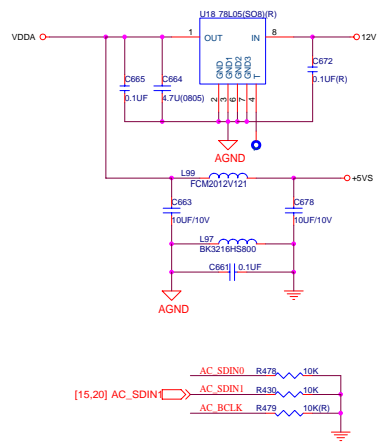 U18 78L05(SO8)(R)
VDDA
1
OUT
IN
8
12V
GND
GND1
GND2
GND3
T
2
3
6
7
4
C665
0.1UF
C664
4.7U(0805)
C672
0.1UF(R)
AGND
L99
FCM2012V121
+5VS
C663
10UF/10V
C678
10UF/10V
L97
BK3216HS800
C661
0.1UF
AGND
AC_SDIN0
R478
10K
[15,20] AC_SDIN1
AC_SDIN1
R430
10K
AC_BCLK
R479
10K(R)